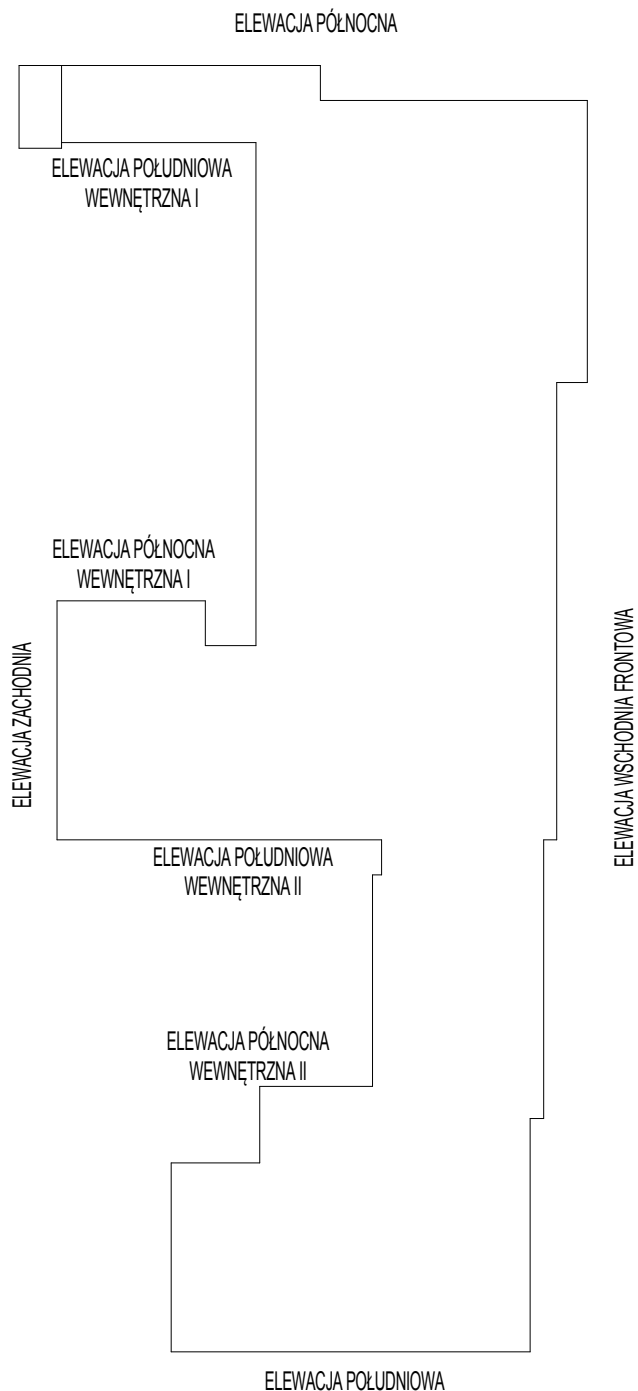 ELEWACJA PÓŁNOCNA
ELEWACJA POŁUDNIOWA
WEWNĘTRZNA I
ELEWACJA PÓŁNOCNA
WEWNĘTRZNA I
ELEWACJA ZACHODNIA
ELEWACJA WSCHODNIA FRONTOWA
ELEWACJA POŁUDNIOWA
WEWNĘTRZNA II
ELEWACJA PÓŁNOCNA
WEWNĘTRZNA II
ELEWACJA POŁUDNIOWA